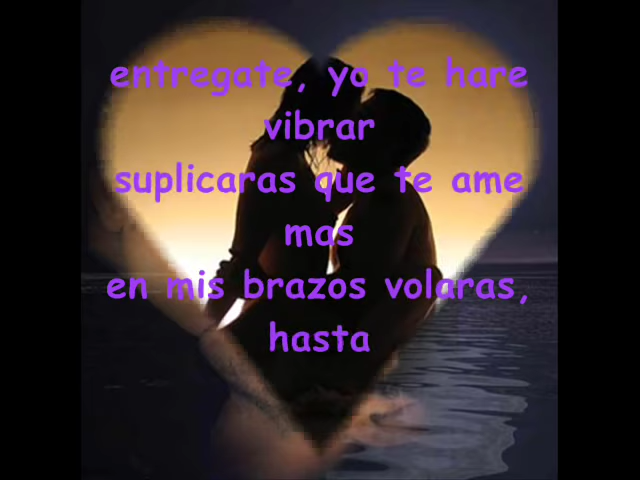 entregate, yo te hare
vibrar
suplicaras que te ame
mas
en mis brazos volaras,
hasta